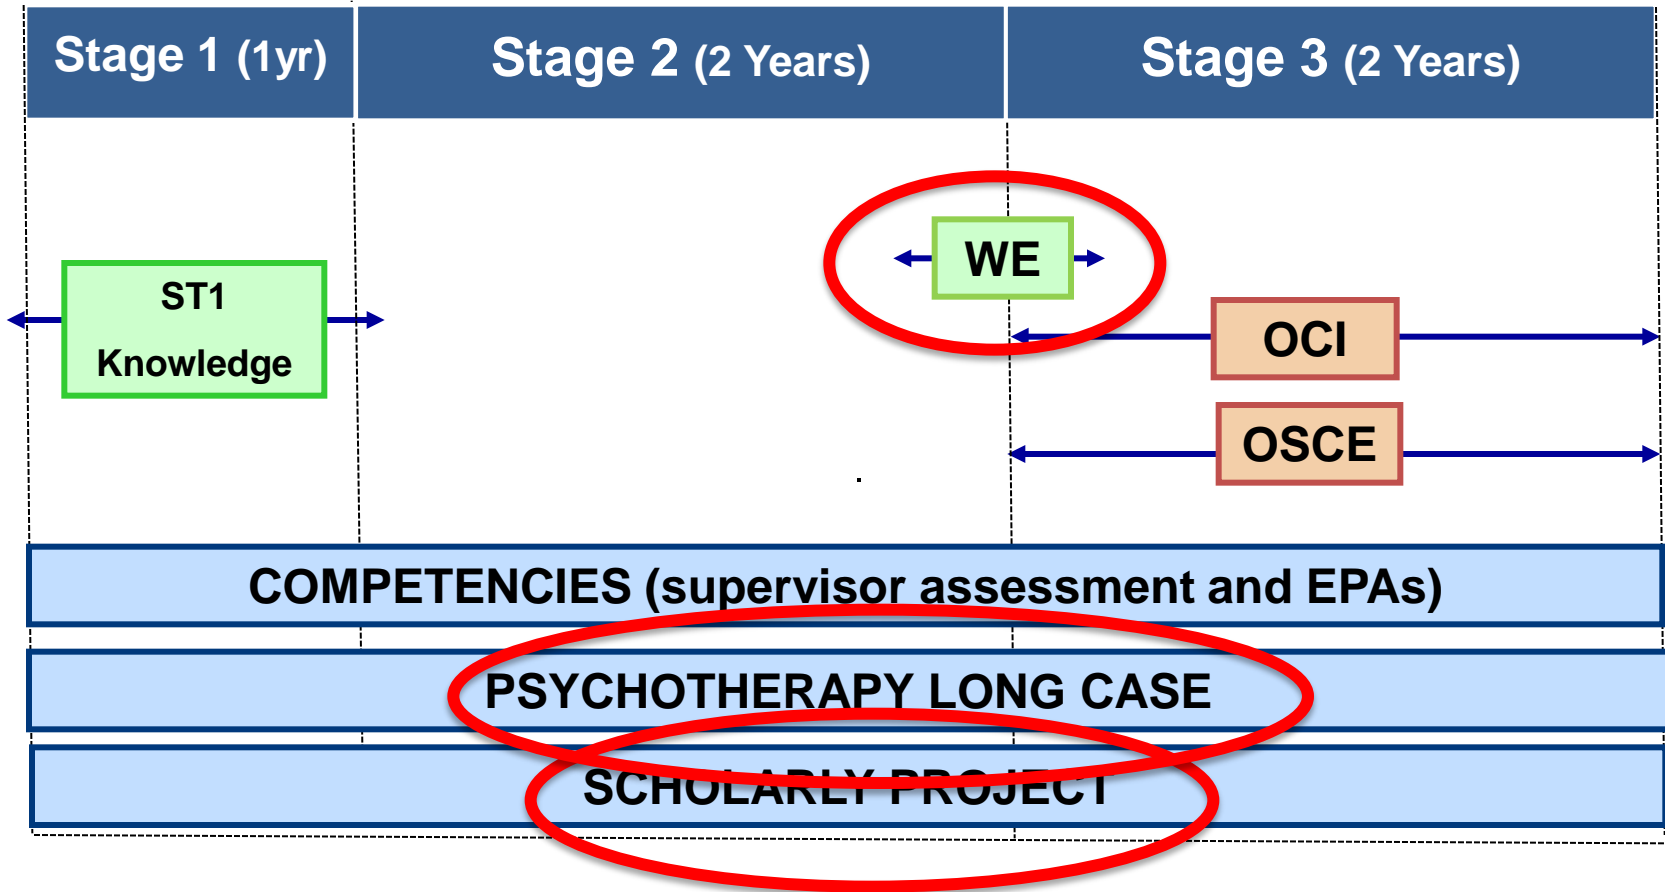 Stage 1 (1yr)
Stage 2 (2 Years)
Stage 3 (2 Years)
WE
ST1
Knowledge
OCI
OSCE
.
COMPETENCIES (supervisor assessment and EPAs)
PSYCHOTHERAPY LONG CASE
SCHOLARLY PROJECT